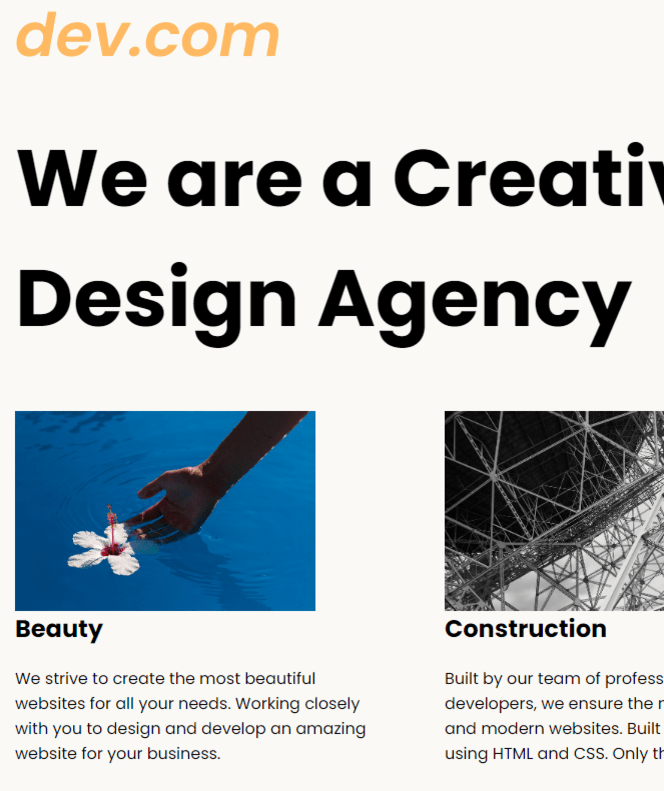 dev.com
We are a Creativ
Design Agency
Beauty
We strive to create the most beautiful
websites for all your needs. Working closely
with you to design and develop an amazing
website for your business.
Construction
Built by our team of profess
developers, we ensure the
and modern websites. Built
using HTML and CSS. Only